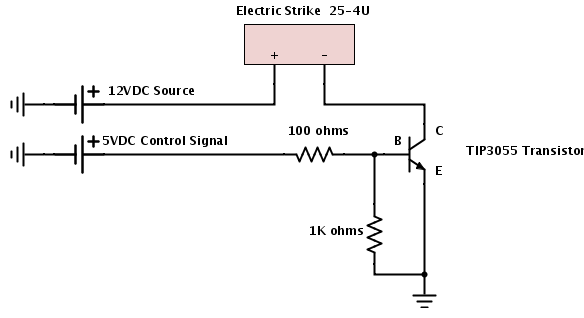 Electric Strike 25-4U
+ -
+ 12VDC Source
+ 5VDC Control Signal
100 ohms
B
C
TIP3055 Transistor
E
1K ohms